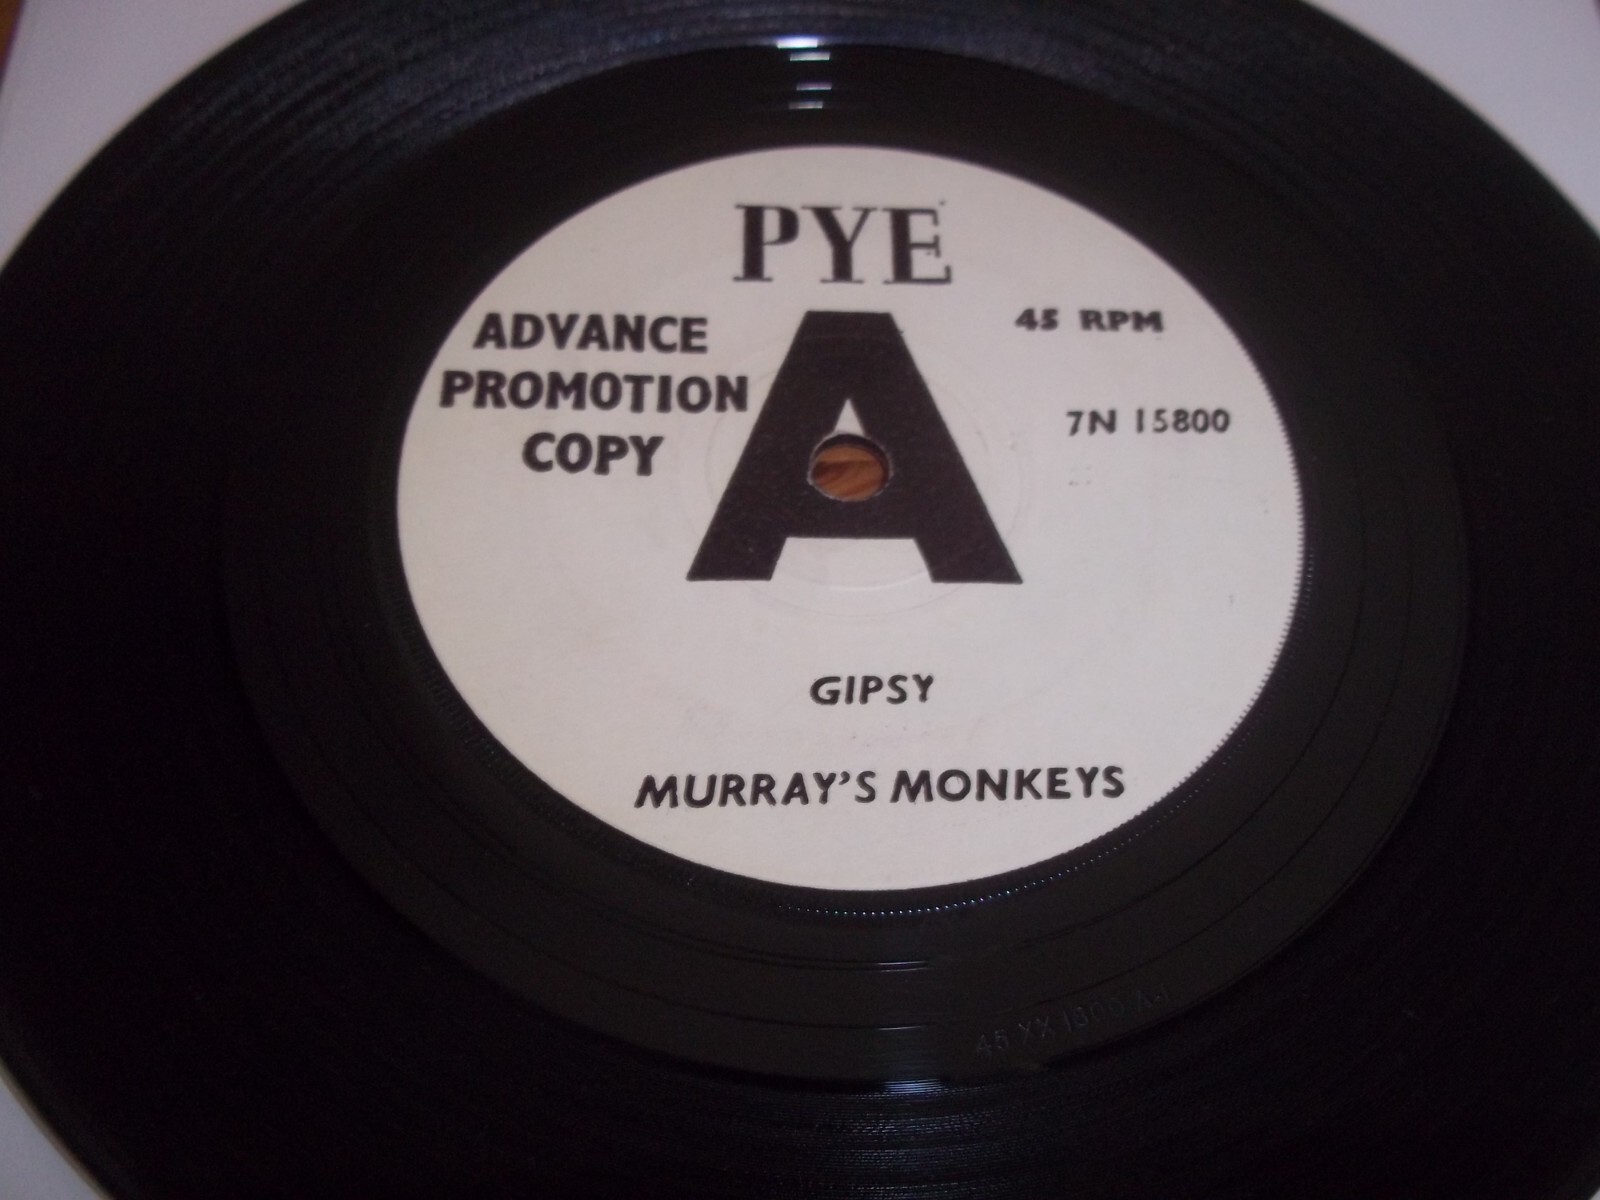 PYE
ADVANCE
PROMOTION
COPY
A
45 RPM
7N 15800
GIPSY
MURRAY'S MONKEYS